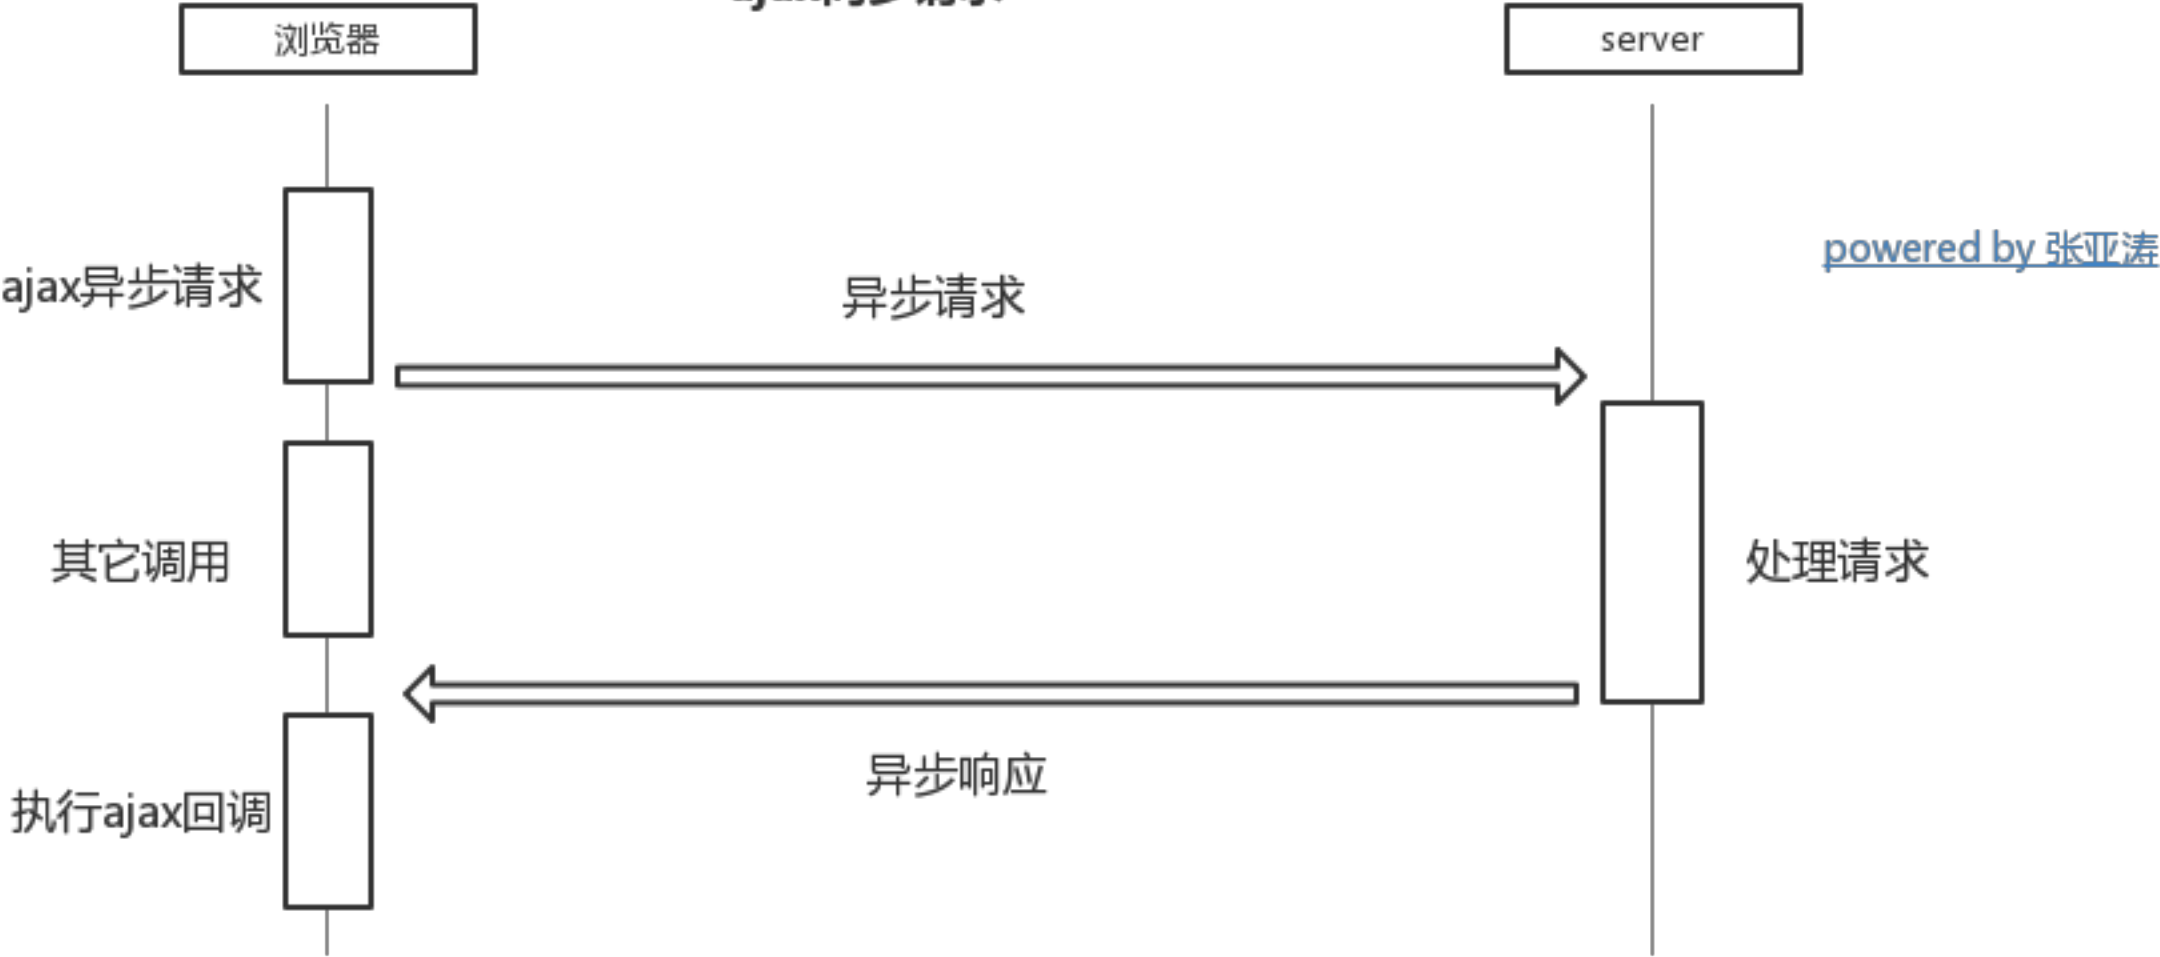 浏览器
server
ajax异步请求
异步请求
powered by 张亚涛
其它调用
处理请求
异步响应
执行ajax回调